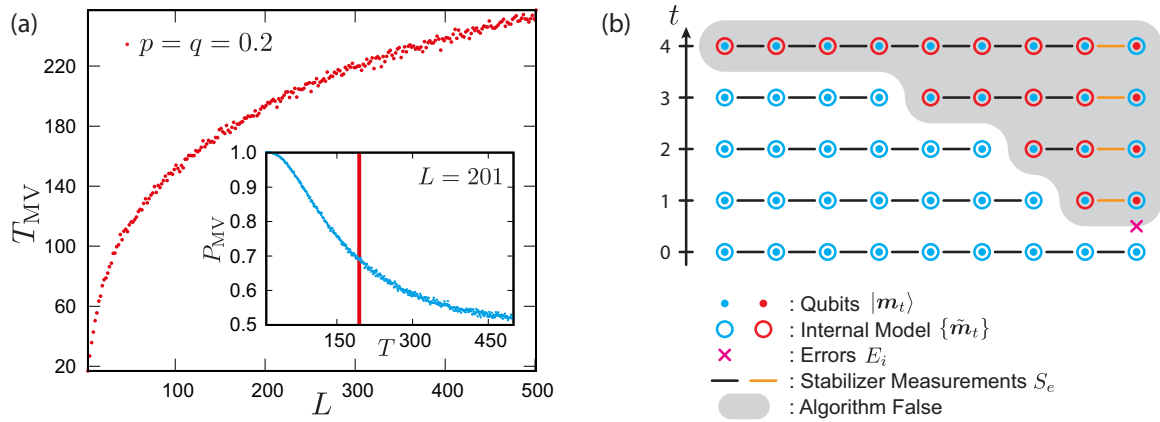 (a)
p = q = 0.2
T_MV
220
180
140
100
60
20
100 200 300 400 500
L
L = 201
P_MV
1.0
0.9
0.8
0.7
0.6
0.5
150 300 450
T
(b)
t
4
3
2
1
0
: Qubits |m_t⟩
: Internal Model {m̃_t}
: Errors E_i
: Stabilizer Measurements S_e
: Algorithm False